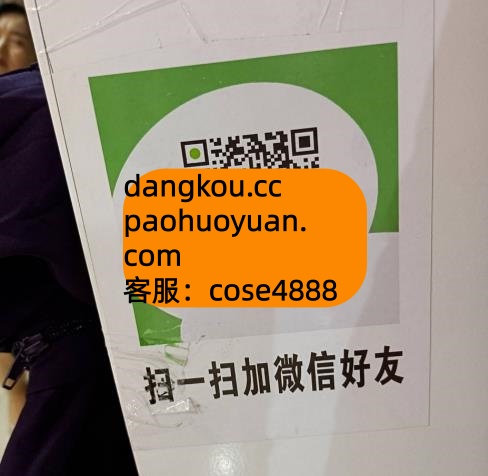 dangkou.cc
paohuoyuan.
com
客服：cose4888
扫一扫加微信好友